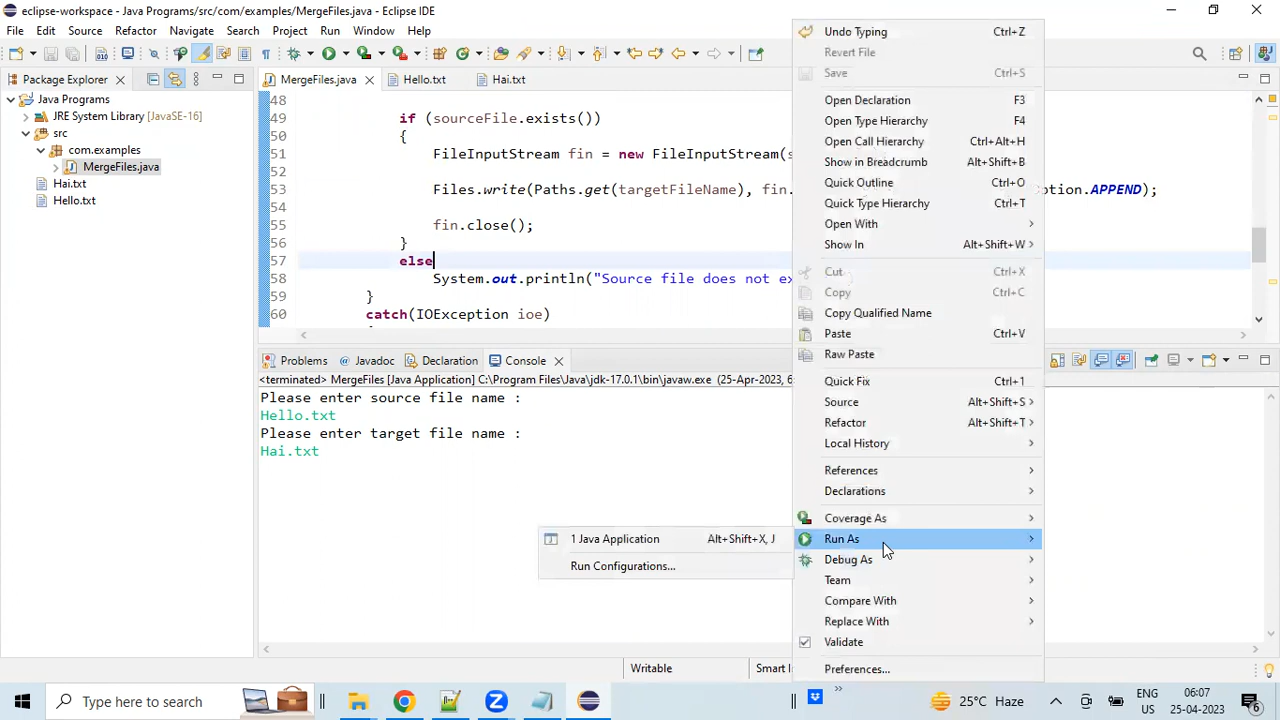 eclipse-workspace - Java Programs/src/com/examples/MergeFiles.java - Eclipse IDE
File Edit Source Refactor Navigate Search Project Run Window Help
Package Explorer
MergeFiles.java Hello.txt Hai.txt
Java Programs
JRE System Library [JavaSE-16]
src
com.examples
MergeFiles.java
Hai.txt
Hello.txt
48
49 if (sourceFile.exists())
50 {
51 FileInputStream fin = new FileInputStream(
52
53 Files.write(Paths.get(targetFileName), fin. ption.APPEND);
54
55 fin.close();
56 }
57 else
58 System.out.println("Source file does not ex
59 }
60 catch(IOException ioe)
Problems Javadoc Declaration Console
<terminated> MergeFiles [Java Application] C:\Program Files\Java\jdk-17.0.1\bin\javaw.exe (25-Apr-2023, 
Please enter source file name :
Hello.txt
Please enter target file name :
Hai.txt
Undo Typing Ctrl+Z
Revert File
Save Ctrl+S
Open Declaration F3
Open Type Hierarchy F4
Open Call Hierarchy Ctrl+Alt+H
Show in Breadcrumb Alt+Shift+B
Quick Outline Ctrl+O
Quick Type Hierarchy Ctrl+T
Open With
Show In Alt+Shift+W
Cut Ctrl+X
Copy Ctrl+C
Copy Qualified Name
Paste Ctrl+V
Raw Paste
Quick Fix Ctrl+1
Source Alt+Shift+S
Refactor Alt+Shift+T
Local History
References
Declarations
Coverage As
Run As
Debug As
Team
Compare With
Replace With
Validate
Preferences...
1 Java Application Alt+Shift+X, J
Run Configurations...
Writable Smart In
Type here to search
25°C Haze
ENG
US
09:07
25-04-2023
6